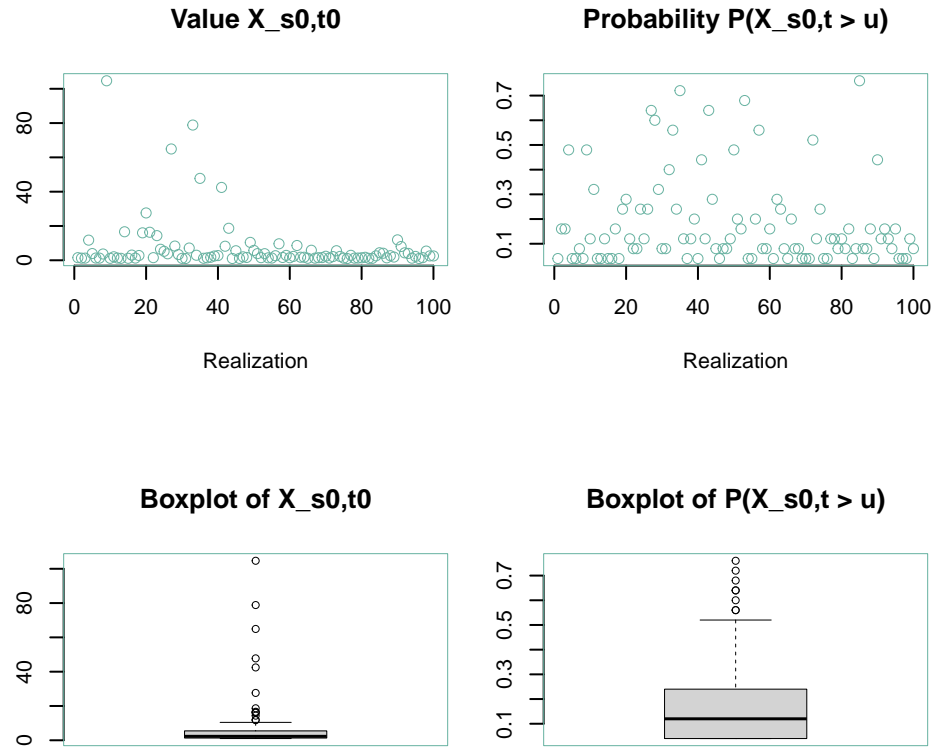 Value X_s0,t0
Probability P(X_s0,t > u)
80
40
0
0 20 40 60 80 100
Realization
0.7
0.5
0.3
0.1
0 20 40 60 80 100
Realization
Boxplot of X_s0,t0
Boxplot of P(X_s0,t > u)
80
40
0
0.7
0.5
0.3
0.1